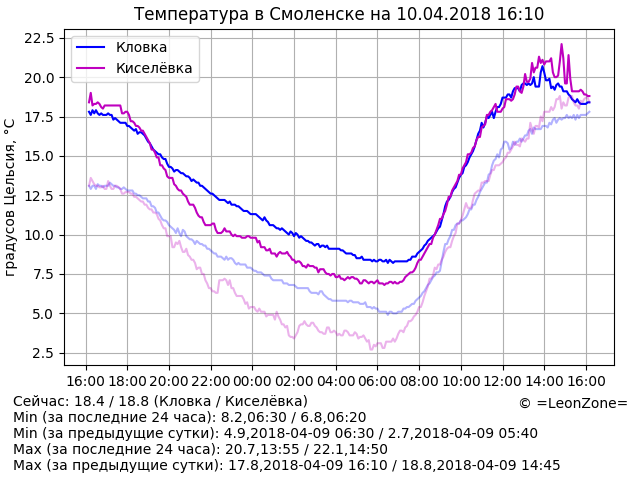 Температура в Смоленске на 10.04.2018 16:10
градусов Цельсия, °C
22.5
20.0
17.5
15.0
12.5
10.0
7.5
5.0
2.5
Кловка
Киселёвка
16:00 18:00 20:00 22:00 00:00 02:00 04:00 06:00 08:00 10:00 12:00 14:00 16:00
Сейчас: 18.4 / 18.8 (Кловка / Киселёвка)
© =LeonZone=
Min (за последние 24 часа): 8.2,06:30 / 6.8,06:20
Min (за предыдущие сутки): 4.9,2018-04-09 06:30 / 2.7,2018-04-09 05:40
Max (за последние 24 часа): 20.7,13:55 / 22.1,14:50
Max (за предыдущие сутки): 17.8,2018-04-09 16:10 / 18.8,2018-04-09 14:45